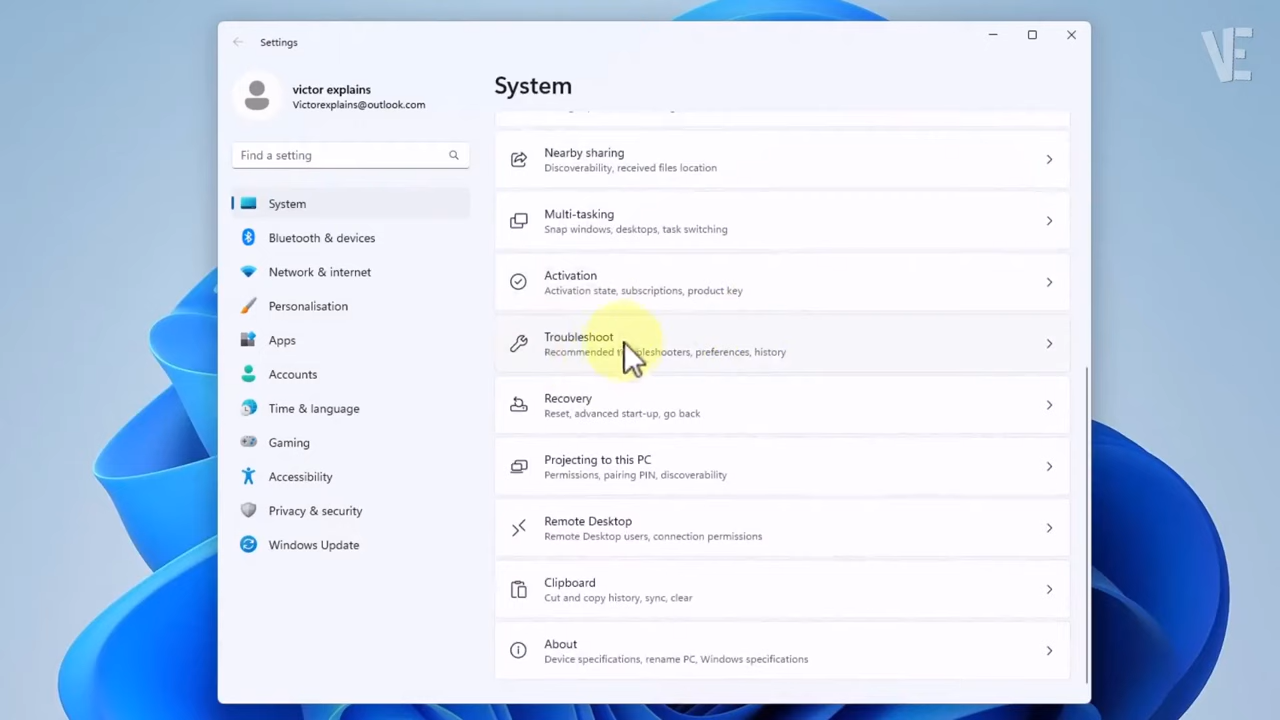 Settings
victor explains
Victorexplains@outlook.com
Find a setting
System
Bluetooth & devices
Network & internet
Personalisation
Apps
Accounts
Time & language
Gaming
Accessibility
Privacy & security
Windows Update
System
Nearby sharing
Discoverability, received files location
Multi-tasking
Snap windows, desktops, task switching
Activation
Activation state, subscriptions, product key
Troubleshoot
Recommended troubleshooters, preferences, history
Recovery
Reset, advanced start-up, go back
Projecting to this PC
Permissions, pairing PIN, discoverability
Remote Desktop
Remote Desktop users, connection permissions
Clipboard
Cut and copy history, sync, clear
About
Device specifications, rename PC, Windows specifications
VE